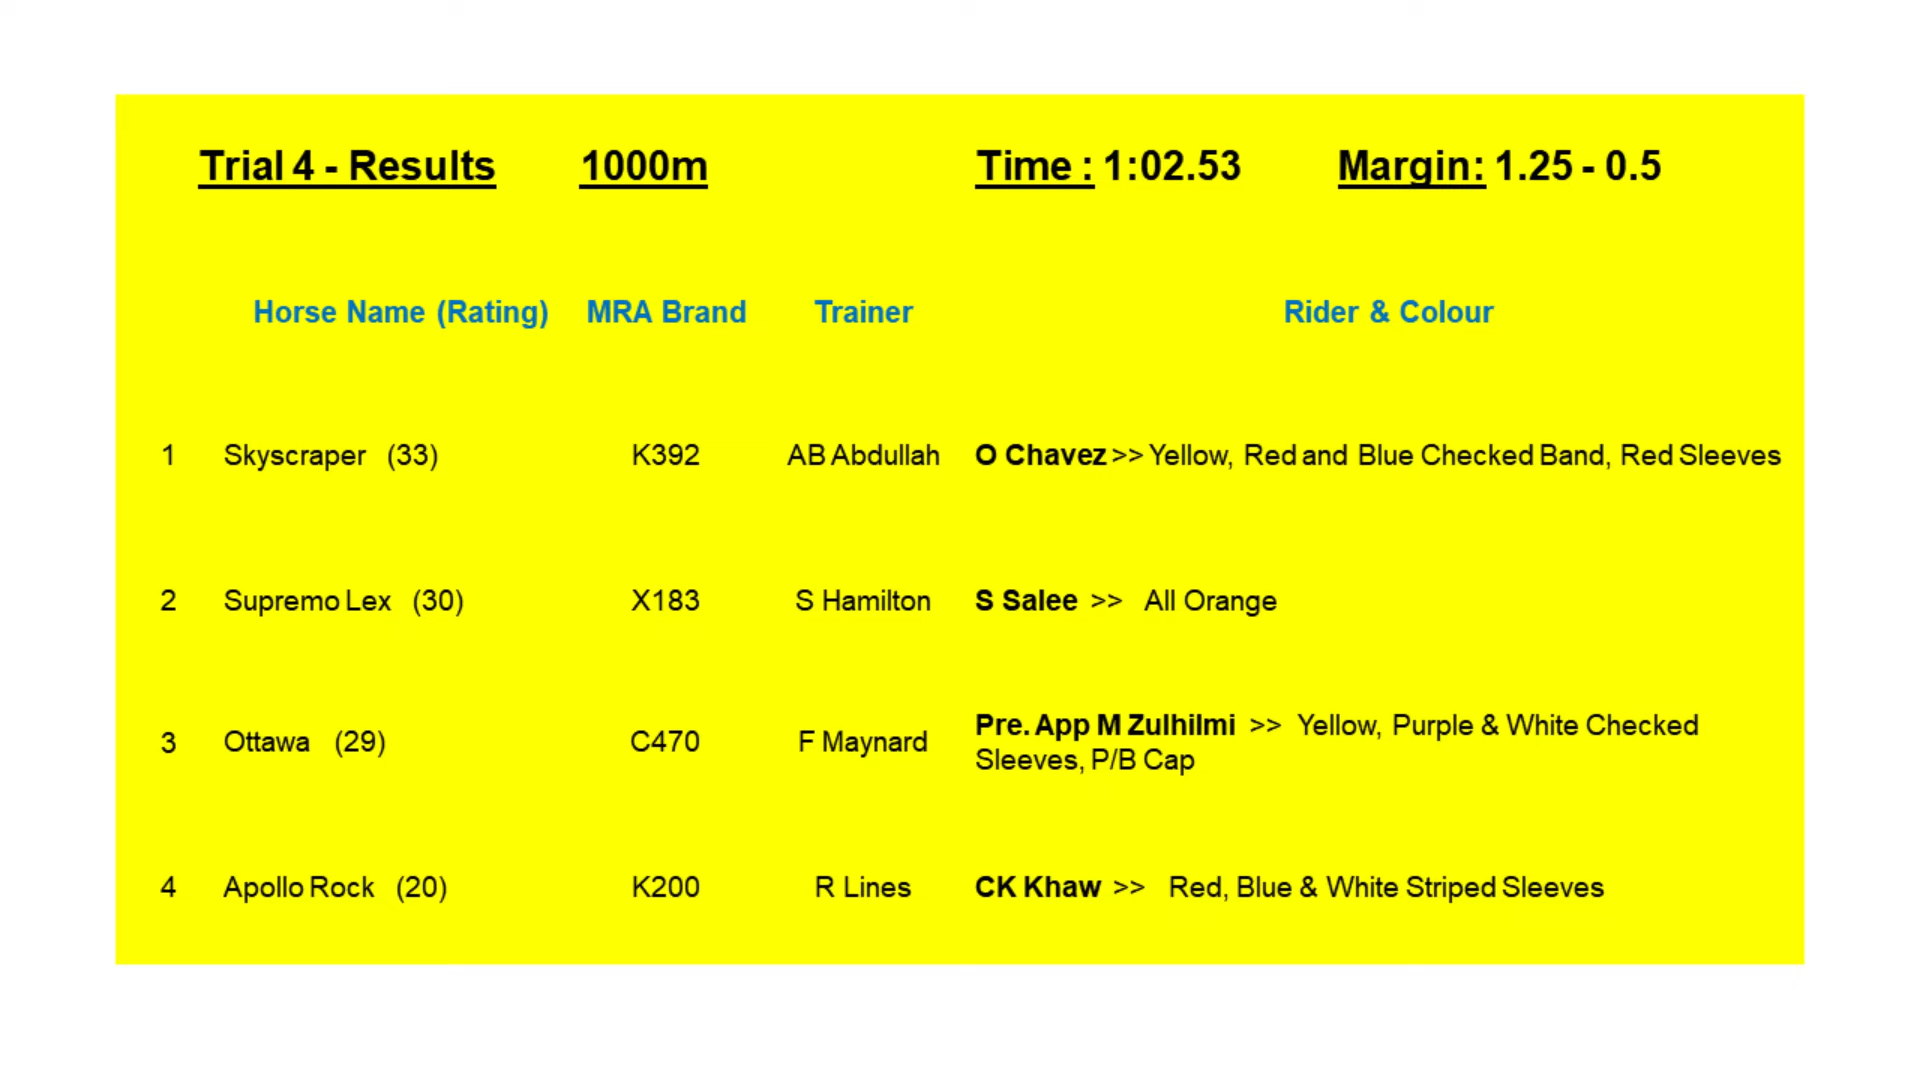 Trial 4 - Results 1000m Time : 1:02.53 Margin: 1.25 - 0.5
Horse Name (Rating) MRA Brand Trainer Rider & Colour
1 Skyscraper (33) K392 AB Abdullah O Chavez >> Yellow, Red and Blue Checked Band, Red Sleeves
2 Supremo Lex (30) X183 S Hamilton S Salee >> All Orange
3 Ottawa (29) C470 F Maynard Pre. App M Zulhilmi >> Yellow, Purple & White Checked
Sleeves, P/B Cap
4 Apollo Rock (20) K200 R Lines CK Khaw >> Red, Blue & White Striped Sleeves